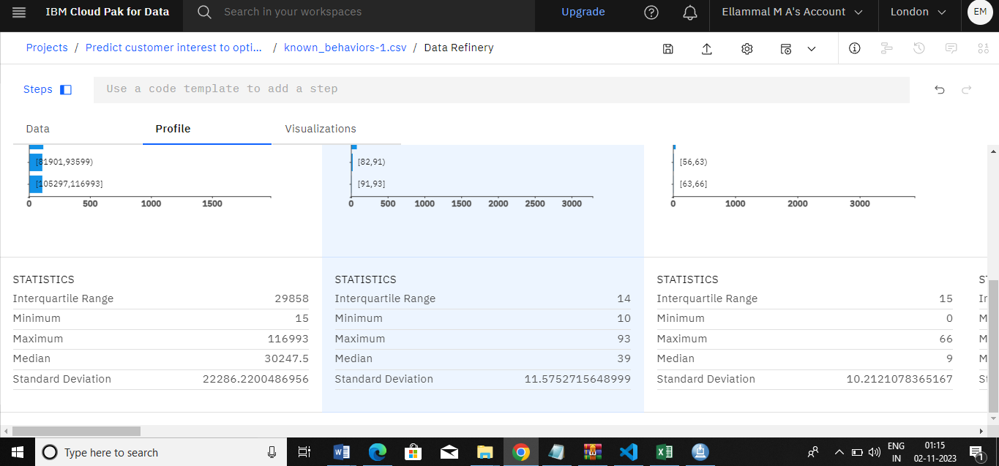 IBM Cloud Pak for Data
Search in your workspaces
Upgrade
Ellammal M A's Account
London
EM
Projects / Predict customer interest to opti... / known_behaviors-1.csv / Data Refinery
Steps
Use a code template to add a step
Data
Profile
Visualizations
[81901,93599)
[105297,116993]
0 500 1000 1500
[82,91)
[91,93]
0 500 1000 1500 2000 2500 3000
[56,63)
[63,66]
0 1000 2000 3000
STATISTICS
Interquartile Range 29858
Minimum 15
Maximum 116993
Median 30247.5
Standard Deviation 22286.2200486956
STATISTICS
Interquartile Range 14
Minimum 10
Maximum 93
Median 39
Standard Deviation 11.5752715648999
STATISTICS
Interquartile Range 15
Minimum 0
Maximum 66
Median 9
Standard Deviation 10.2121078365167
Type here to search
ENG
IN
01:15
02-11-2023
1